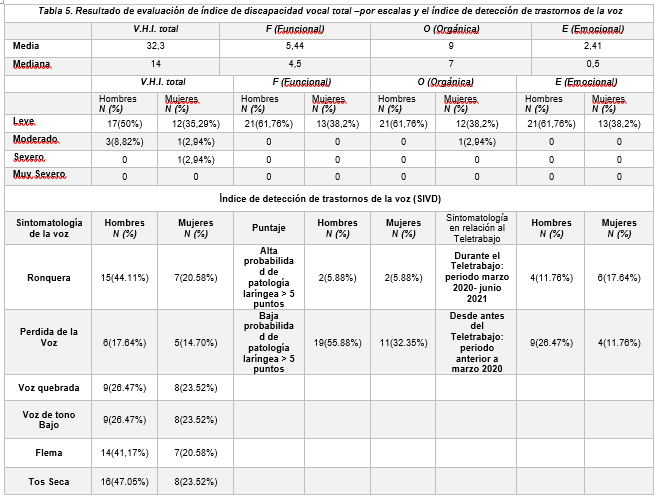 Tabla 5. Resultado de evaluación de índice de discapacidad vocal total –por escalas y el índice de detección de trastornos de la voz
V.H.I. total F (Funcional) O (Orgánica) E (Emocional)
Media 32,3 5,44 9 2,41
Mediana 14 4,5 7 0,5
V.H.I. total F (Funcional) O (Orgánica) E (Emocional)
Hombres Mujeres Hombres Mujeres Hombres Mujeres Hombres Mujeres
N (%) N (%) N (%) N (%) N (%) N (%) N (%) N (%)
Leve 17(50%) 12(35,29%) 21(61,76%) 13(38,2%) 21(61,76%) 12(38,2%) 21(61,76%) 13(38,2%)
Moderado 3(8,82%) 1(2,94%) 0 0 0 1(2,94%) 0 0
Severo 0 1(2,94%) 0 0 0 0 0 0
Muy Severo 0 0 0 0 0 0 0 0
Índice de detección de trastornos de la voz (SIVD)
Sintomatología
de la voz
Hombres
N (%)
Mujeres
N (%)
Puntaje
Hombres
N (%)
Mujeres
N (%)
Sintomatología
en relación al
Teletrabajo
Hombres
N (%)
Mujeres
N (%)
Ronquera
15(44.11%)
7(20.58%)
Alta
probabilida
d de
patología
laríngea > 5
puntos
2(5.88%)
2(5.88%)
Durante el
Teletrabajo:
periodo marzo
2020- junio
2021
4(11.76%)
6(17.64%)
Perdida de la
Voz
6(17.64%)
5(14.70%)
Baja
probabilida
d de
patología
laríngea > 5
puntos
19(55.88%)
11(32.35%)
Desde antes
del
Teletrabajo:
periodo
anterior a
marzo 2020
9(26.47%)
4(11.76%)
Voz quebrada 9(26.47%) 8(23.52%)
Voz de tono
Bajo
9(26.47%) 8(23.52%)
Flema 14(41,17%) 7(20.58%)
Tos Seca 16(47.05%) 8(23.52%)